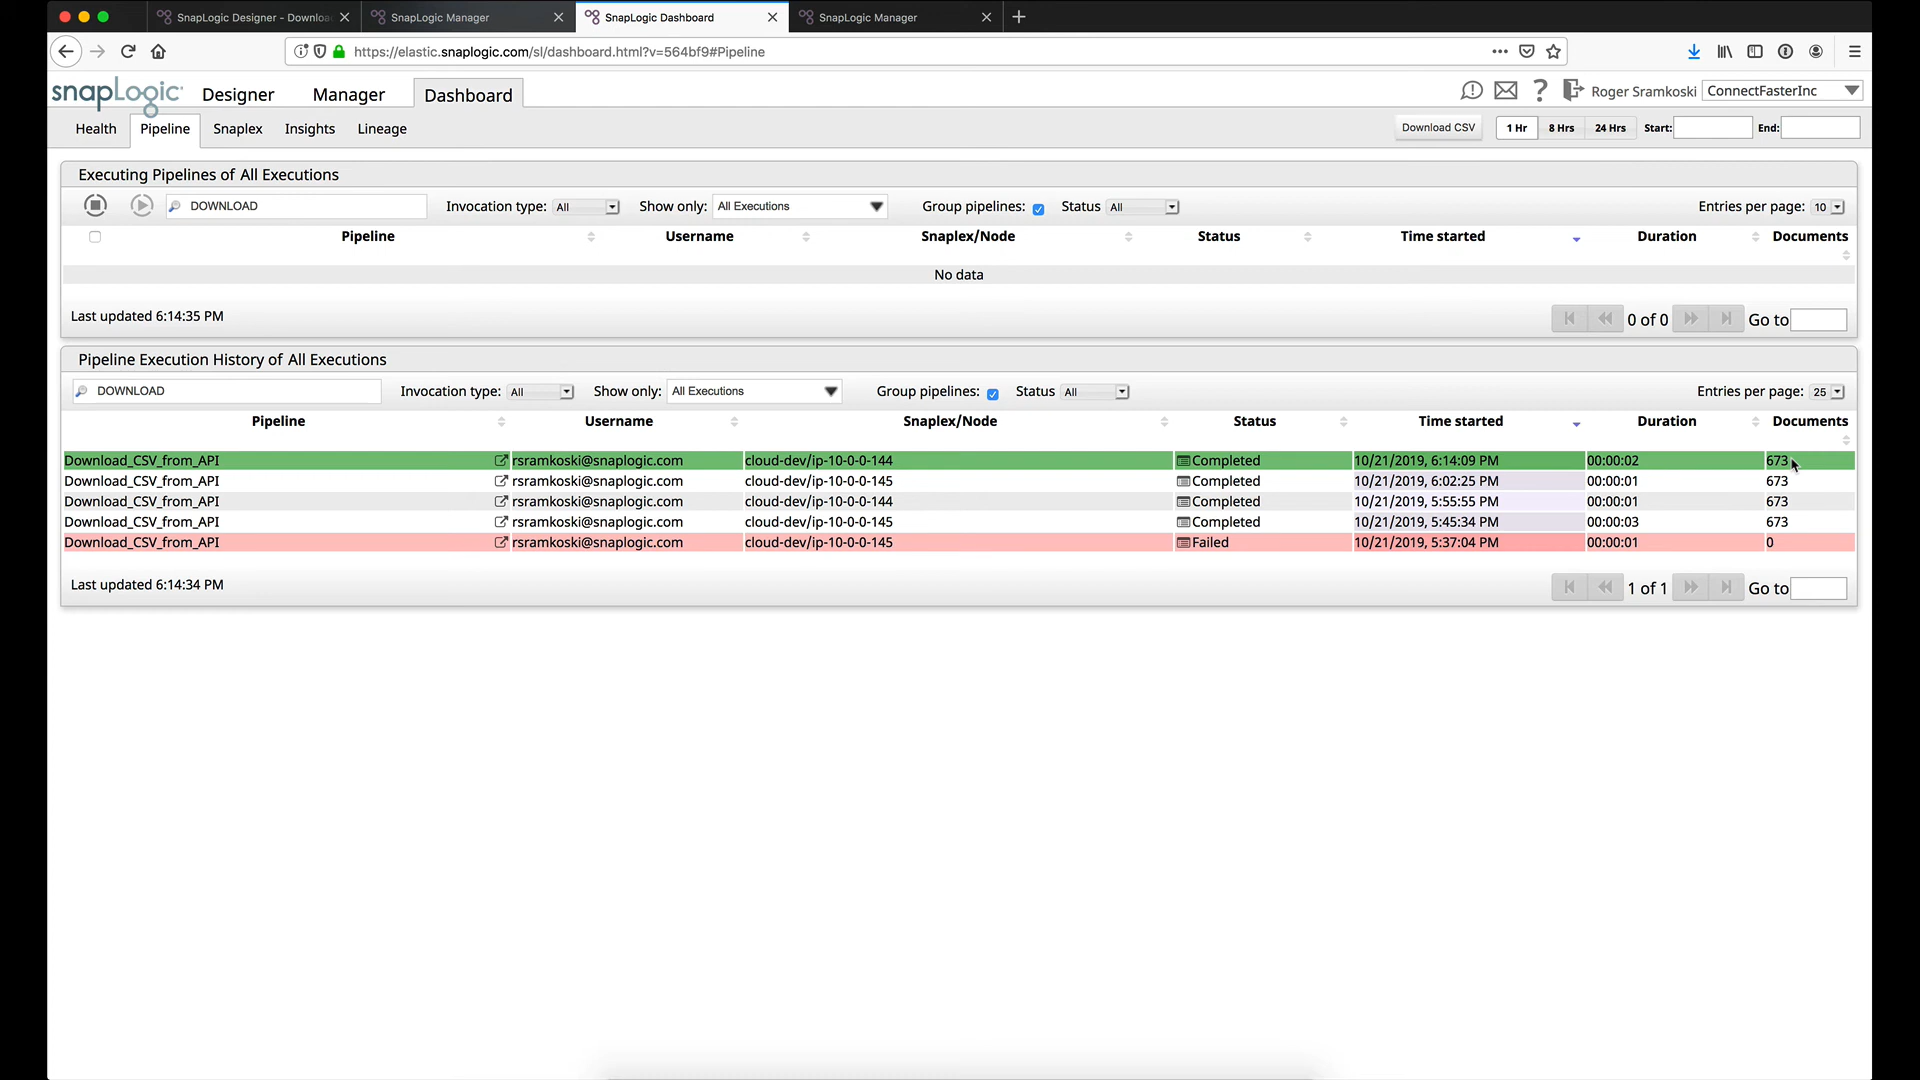 SnapLogic Designer - Downloa
SnapLogic Manager
SnapLogic Dashboard
SnapLogic Manager
https://elastic.snaplogic.com/sl/dashboard.html?v=564bf9#Pipeline
snapLogic Designer Manager Dashboard
Roger Sramkoski ConnectFasterInc
Health Pipeline Snaplex Insights Lineage
Download CSV 1 Hr 8 Hrs 24 Hrs Start: End:
Executing Pipelines of All Executions
DOWNLOAD Invocation type: All Show only: All Executions Group pipelines: Status All Entries per page: 10
Pipeline Username Snaplex/Node Status Time started Duration Documents
No data
Last updated 6:14:35 PM
0 of 0 Go to
Pipeline Execution History of All Executions
DOWNLOAD Invocation type: All Show only: All Executions Group pipelines: Status All Entries per page: 25
Pipeline Username Snaplex/Node Status Time started Duration Documents
Download_CSV_from_API rsramkoski@snaplogic.com cloud-dev/ip-10-0-0-144 Completed 10/21/2019, 6:14:09 PM 00:00:02 673
Download_CSV_from_API rsramkoski@snaplogic.com cloud-dev/ip-10-0-0-145 Completed 10/21/2019, 6:02:25 PM 00:00:01 673
Download_CSV_from_API rsramkoski@snaplogic.com cloud-dev/ip-10-0-0-144 Completed 10/21/2019, 5:55:55 PM 00:00:01 673
Download_CSV_from_API rsramkoski@snaplogic.com cloud-dev/ip-10-0-0-145 Completed 10/21/2019, 5:45:34 PM 00:00:03 673
Download_CSV_from_API rsramkoski@snaplogic.com cloud-dev/ip-10-0-0-145 Failed 10/21/2019, 5:37:04 PM 00:00:01 0
Last updated 6:14:34 PM
1 of 1 Go to